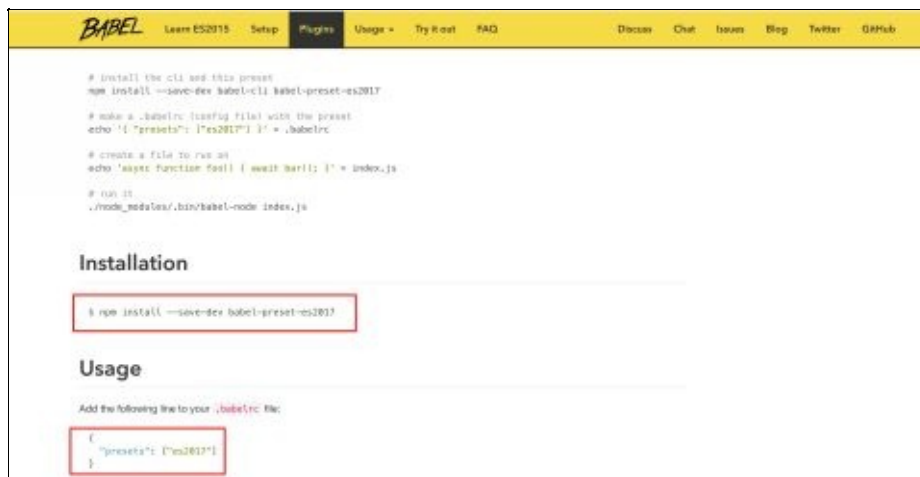 BABEL Learn ES2015 Setup Plugins Usage Try it out FAQ Discuss Chat Issues Blog Twitter GitHub
# install the cli and this preset
npm install --save-dev babel-cli babel-preset-es2017
# make a .babelrc (config file) with the preset
echo '{ "presets": ["es2017"] }' > .babelrc
# create a file to run on
echo 'async function foo() { await bar(); }' > index.js
# run it
./node_modules/.bin/babel-node index.js
Installation
$ npm install --save-dev babel-preset-es2017
Usage
Add the following line to your .babelrc file:
{
"presets": ["es2017"]
}